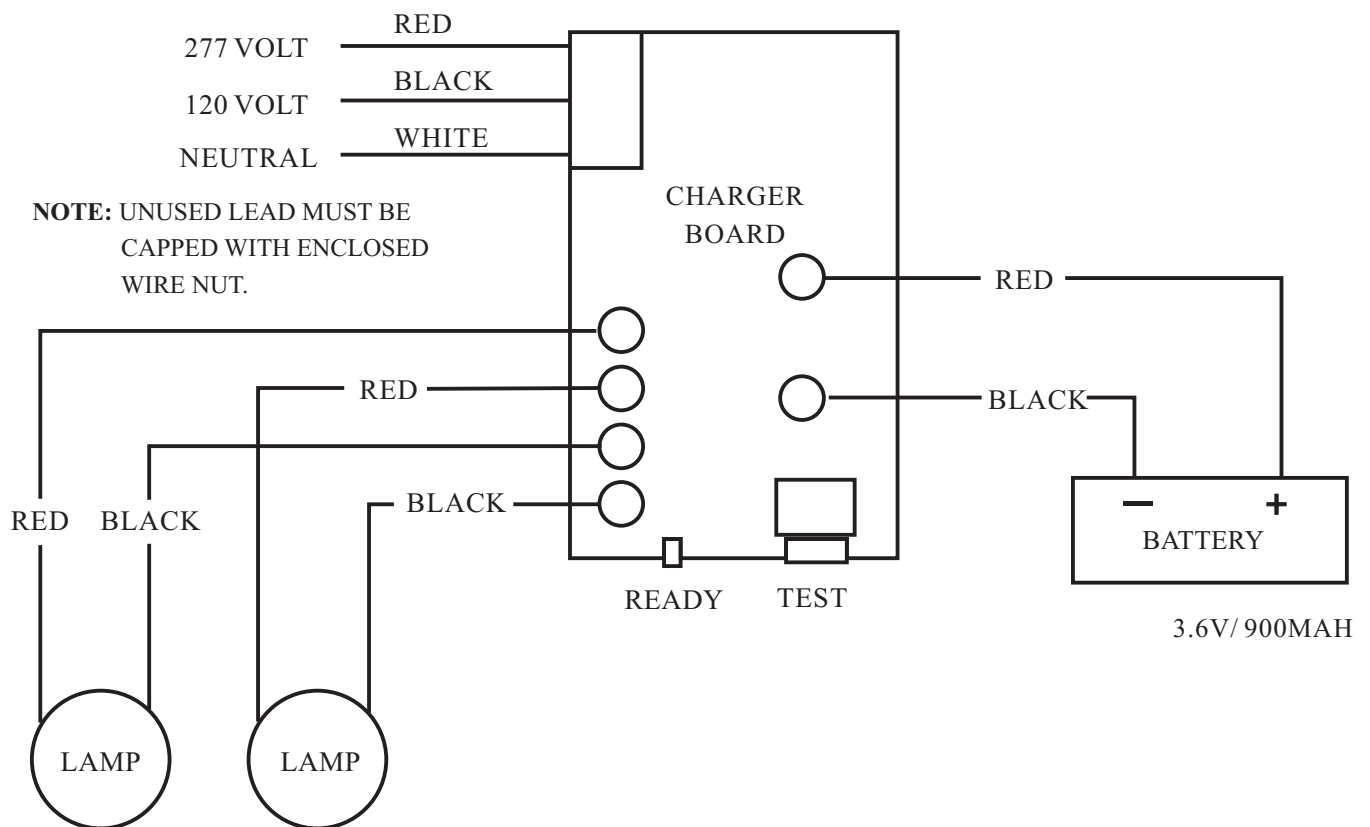 RED
277 VOLT
BLACK
120 VOLT
WHITE
NEUTRAL
NOTE: UNUSED LEAD MUST BE
CAPPED WITH ENCLOSED
WIRE NUT.
CHARGER
BOARD
RED
RED
BLACK
BLACK
RED BLACK
— +
BATTERY
READY
TEST
3.6V/ 900MAH
LAMP
LAMP